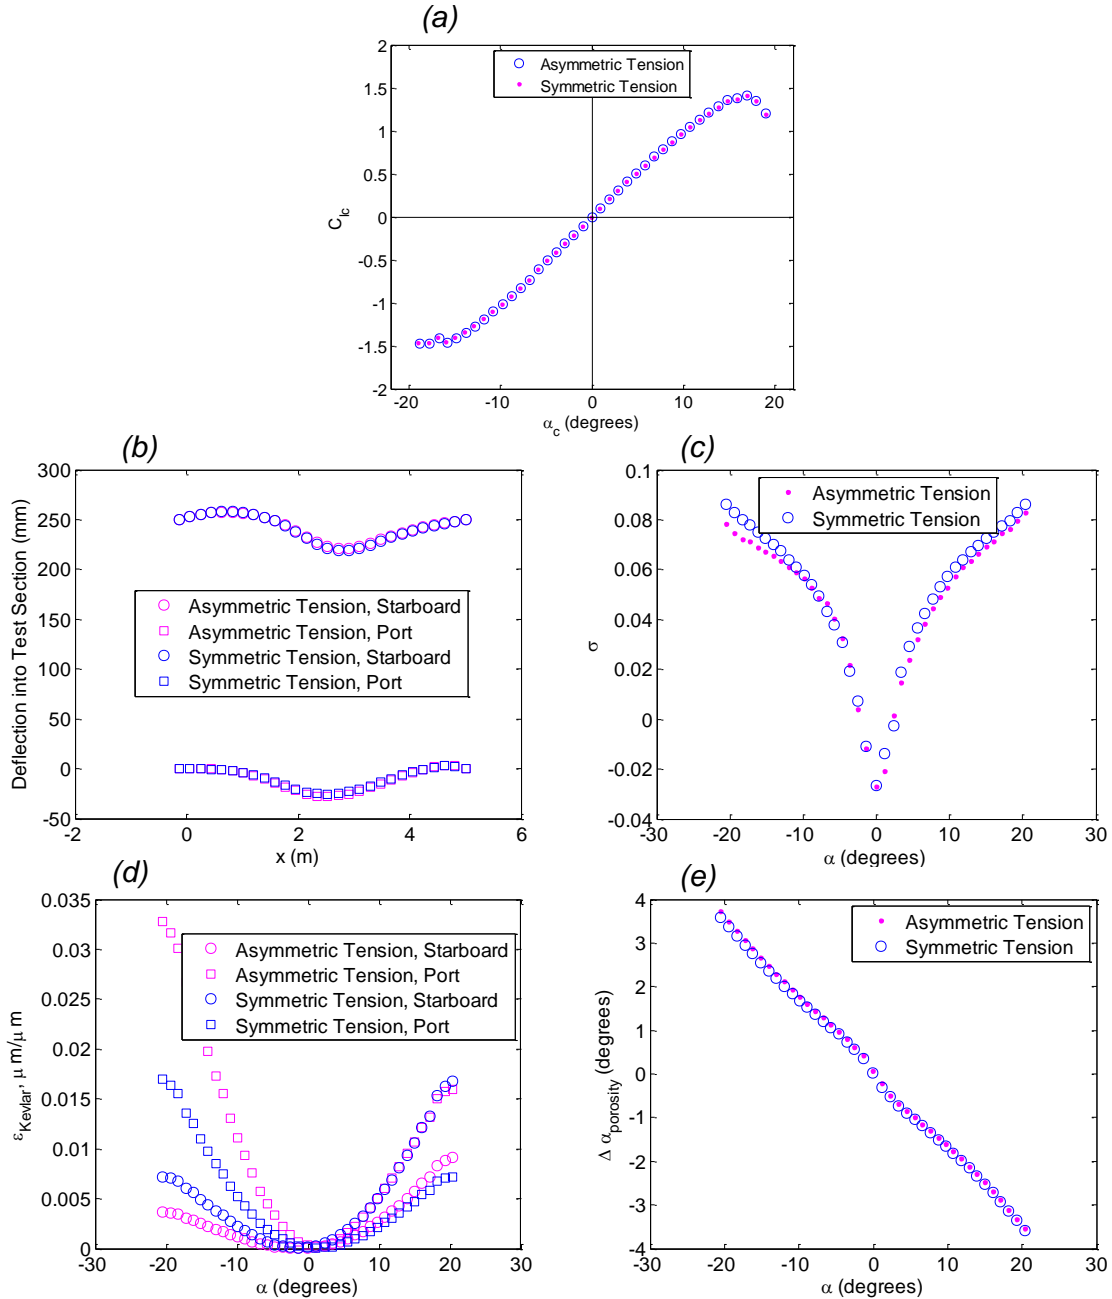 (a)
2
1.5
1
0.5
0
-0.5
-1
-1.5
-2
C_lc
Asymmetric Tension
Symmetric Tension
-20 -10 0 10 20
α_c (degrees)
(b)
300
250
200
150
100
50
0
-50
Deflection into Test Section (mm)
Asymmetric Tension, Starboard
Asymmetric Tension, Port
Symmetric Tension, Starboard
Symmetric Tension, Port
-2 0 2 4 6
x (m)
(c)
0.1
0.08
0.06
0.04
0.02
0
-0.02
-0.04
σ
Asymmetric Tension
Symmetric Tension
-30 -20 -10 0 10 20 30
α (degrees)
(d)
0.035
0.03
0.025
0.02
0.015
0.01
0.005
0
ε_Kevlar, μm/μm
Asymmetric Tension, Starboard
Asymmetric Tension, Port
Symmetric Tension, Starboard
Symmetric Tension, Port
-30 -20 -10 0 10 20 30
α (degrees)
(e)
4
3
2
1
0
-1
-2
-3
-4
Δ α_porosity (degrees)
Asymmetric Tension
Symmetric Tension
-30 -20 -10 0 10 20 30
α (degrees)